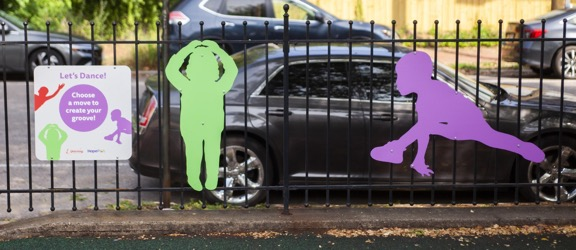 Let's Dance!
Choose
a move to
create your
groove!